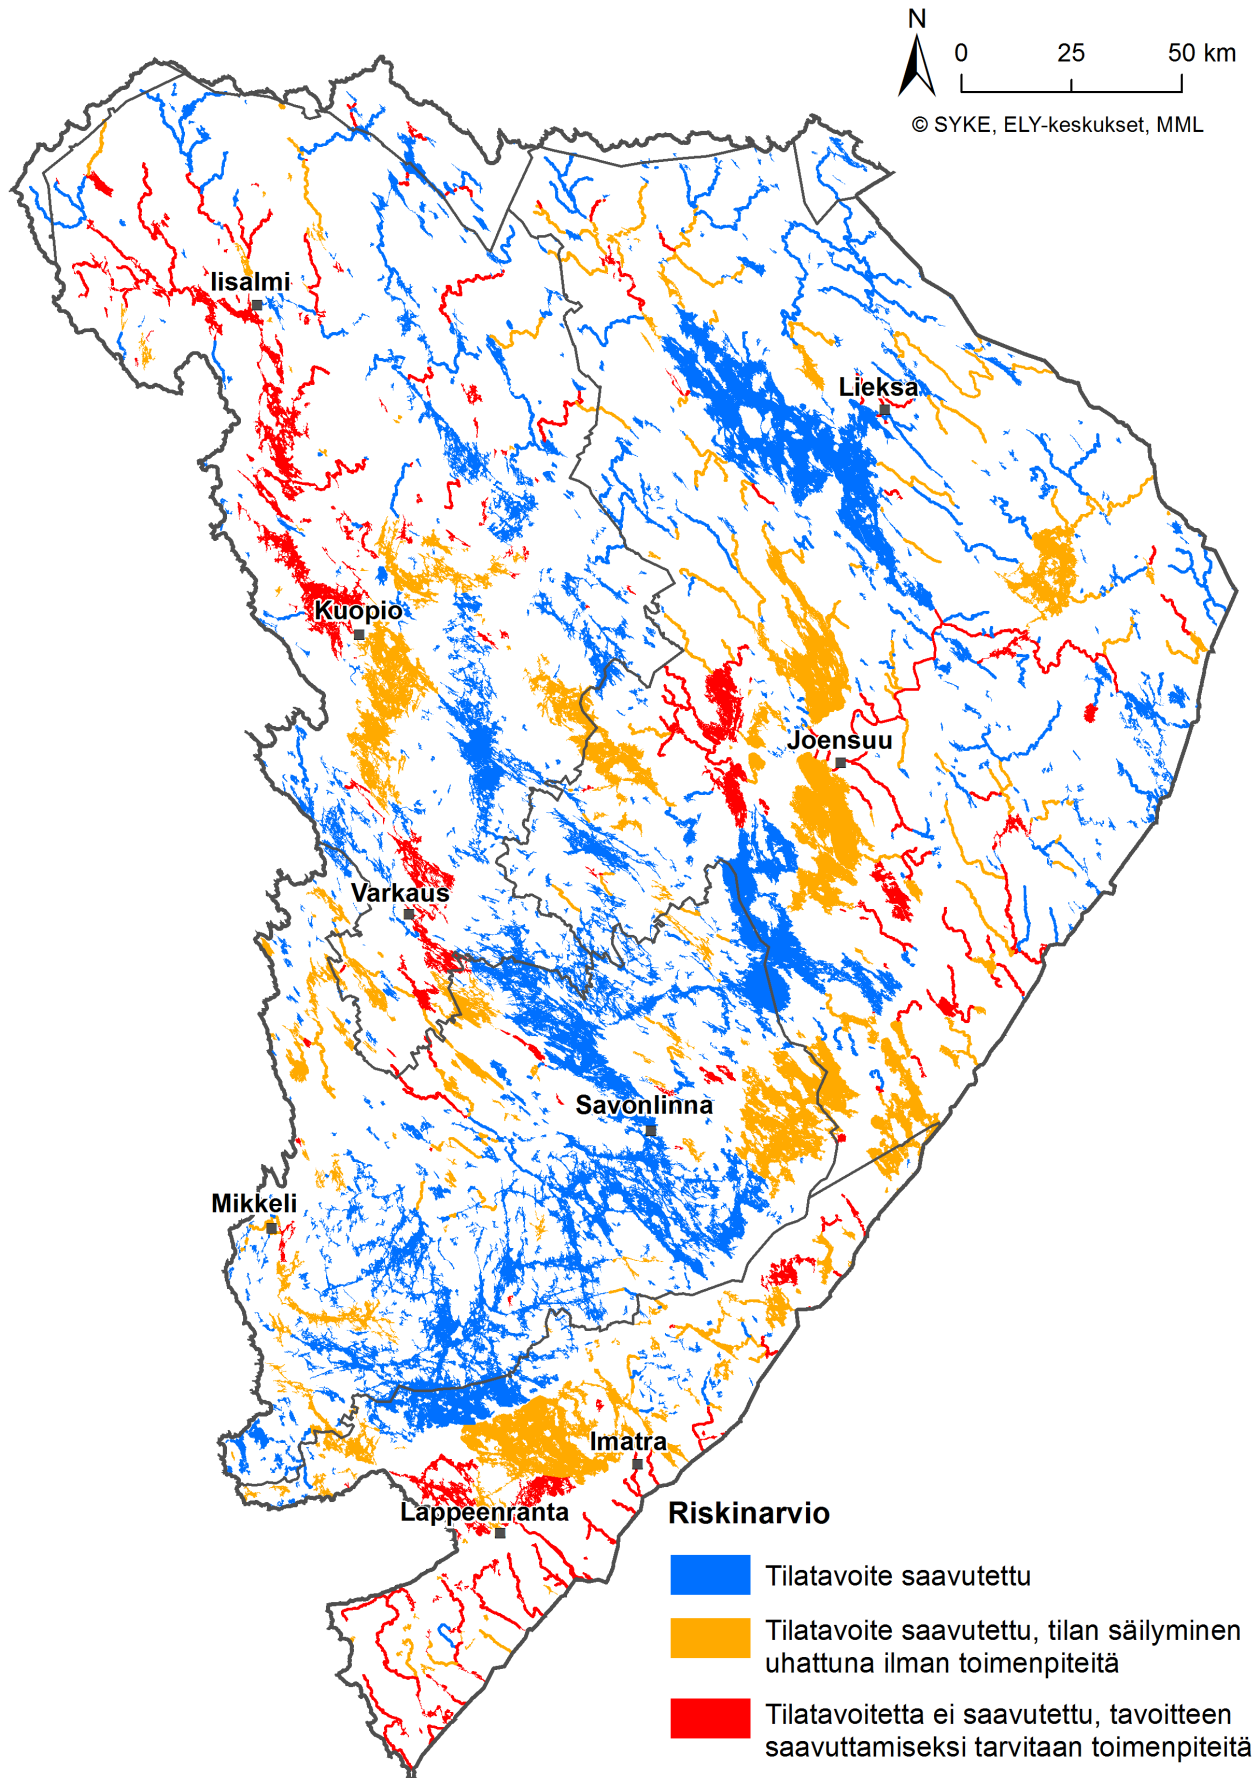 N
0 25 50 km
© SYKE, ELY-keskukset, MML
Iisalmi
Lieksa
Kuopio
Joensuu
Varkaus
Savonlinna
Mikkeli
Imatra
Lappeenranta
Riskinarvio
Tilatavoite saavutettu
Tilatavoite saavutettu, tilan säilyminen
uhattuna ilman toimenpiteitä
Tilatavoitetta ei saavutettu, tavoitteen
saavuttamiseksi tarvitaan toimenpiteitä